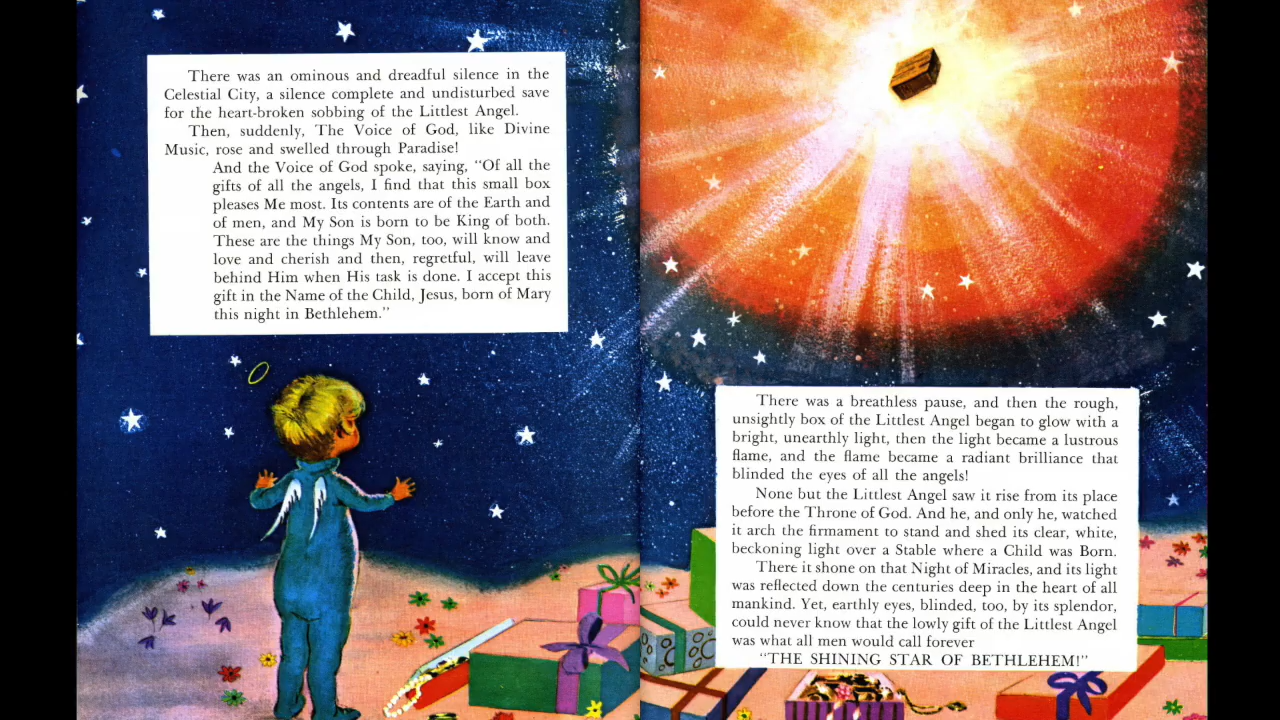 There was an ominous and dreadful silence in the
Celestial City, a silence complete and undisturbed save
for the heart-broken sobbing of the Littlest Angel.
Then, suddenly, The Voice of God, like Divine
Music, rose and swelled through Paradise!
And the Voice of God spoke, saying, “Of all the
gifts of all the angels, I find that this small box
pleases Me most. Its contents are of the Earth and
of men, and My Son is born to be King of both.
These are the things My Son, too, will know and
love and cherish and then, regretful, will leave
behind Him when His task is done. I accept this
gift in the Name of the Child, Jesus, born of Mary
this night in Bethlehem.”
There was a breathless pause, and then the rough,
unsightly box of the Littlest Angel began to glow with a
bright, unearthly light, then the light became a lustrous
flame, and the flame became a radiant brilliance that
blinded the eyes of all the angels!
None but the Littlest Angel saw it rise from its place
before the Throne of God. And he, and only he, watched
it arch the firmament to stand and shed its clear, white,
beckoning light over a Stable where a Child was Born.
There it shone on that Night of Miracles, and its light
was reflected down the centuries deep in the heart of all
mankind. Yet, earthly eyes, blinded, too, by its splendor,
could never know that the lowly gift of the Littlest Angel
was what all men would call forever
“THE SHINING STAR OF BETHLEHEM!”